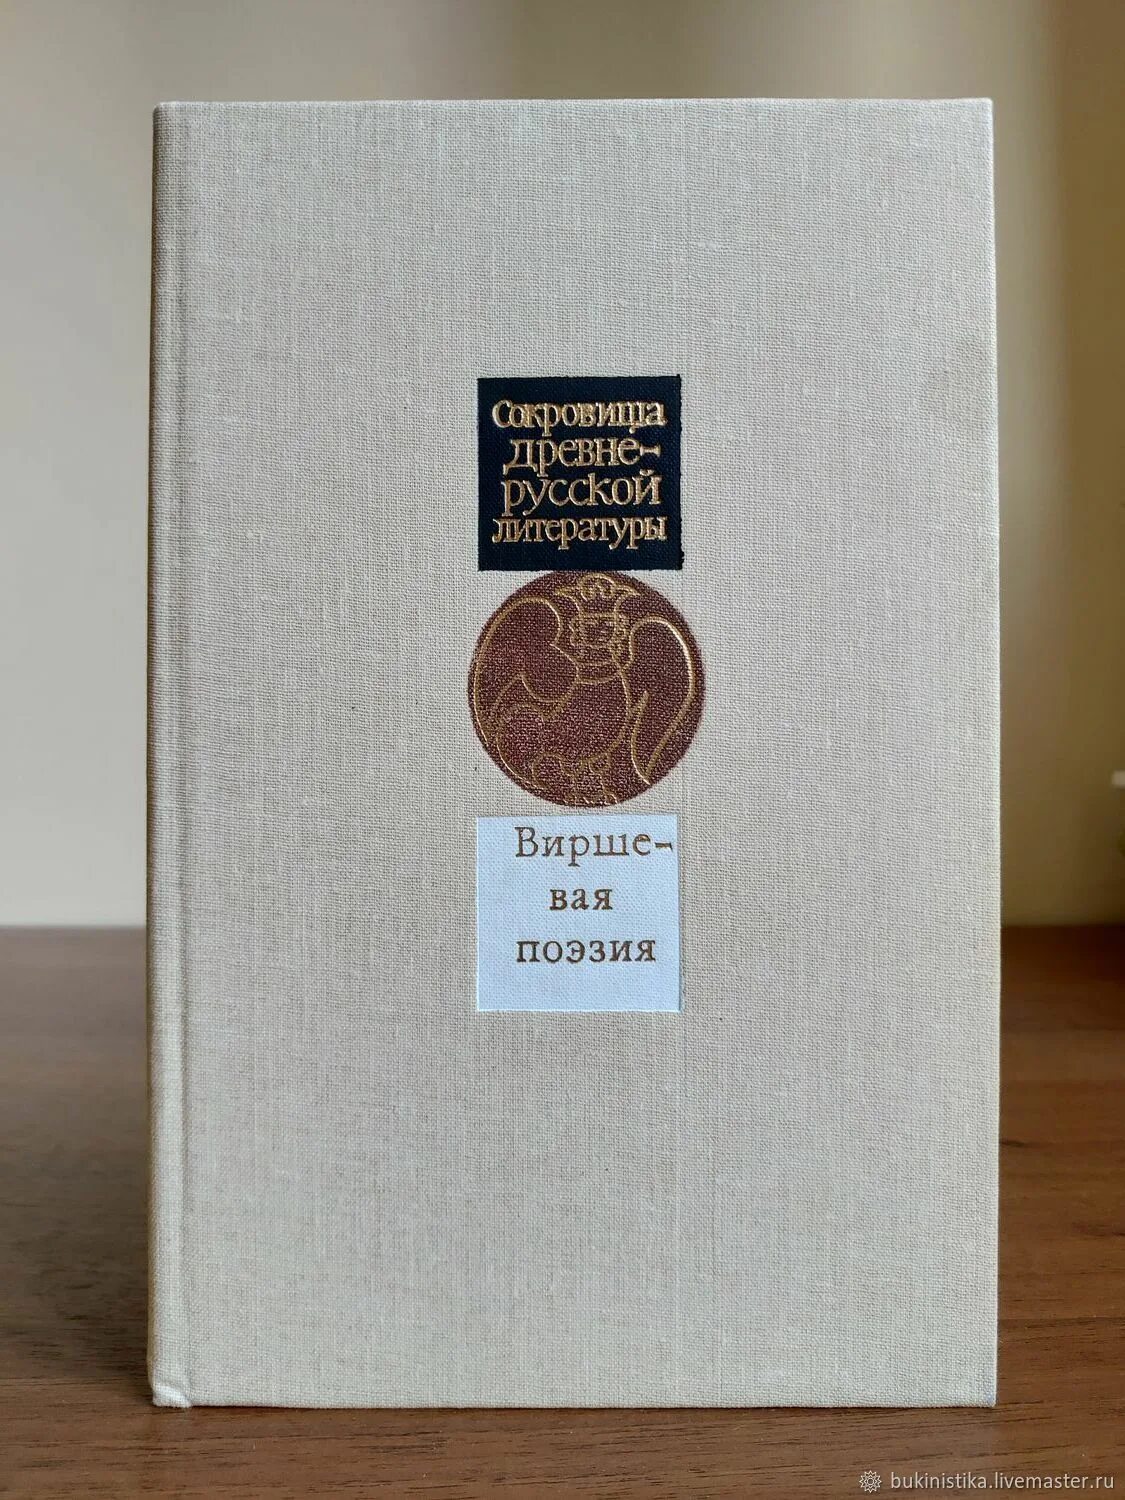 Сокровища
древне-
русской
литературы
Вирше-
вая
поэзия
bukinistika.livemaster.ru